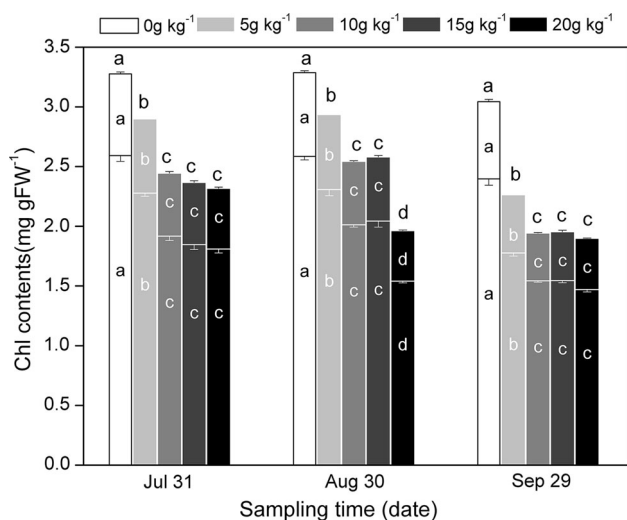 0g kg-1 5g kg-1 10g kg-1 15g kg-1 20g kg-1
3.5
3.0
2.5
2.0
1.5
1.0
0.5
0.0
Chl contents(mg gFW-1)
a b c c c
a b c c c
a b c c c
a b c c d
a b c c d
a b c c d
a b c c c
a b c c c
a b c c c
Jul 31 Aug 30 Sep 29
Sampling time (date)